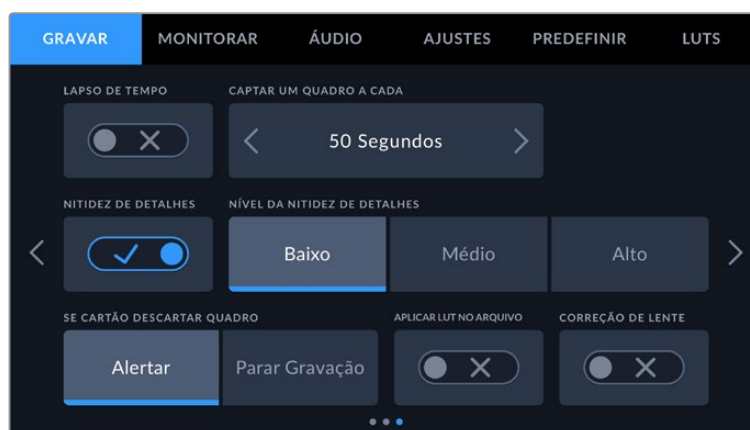 GRAVAR MONITORAR ÁUDIO AJUSTES PREDEFINIR LUTS
LAPSO DE TEMPO CAPTAR UM QUADRO A CADA
50 Segundos
NITIDEZ DE DETALHES NÍVEL DA NITIDEZ DE DETALHES
Baixo Médio Alto
SE CARTÃO DESCARTAR QUADRO APLICAR LUT NO ARQUIVO CORREÇÃO DE LENTE
Alertar Parar Gravação